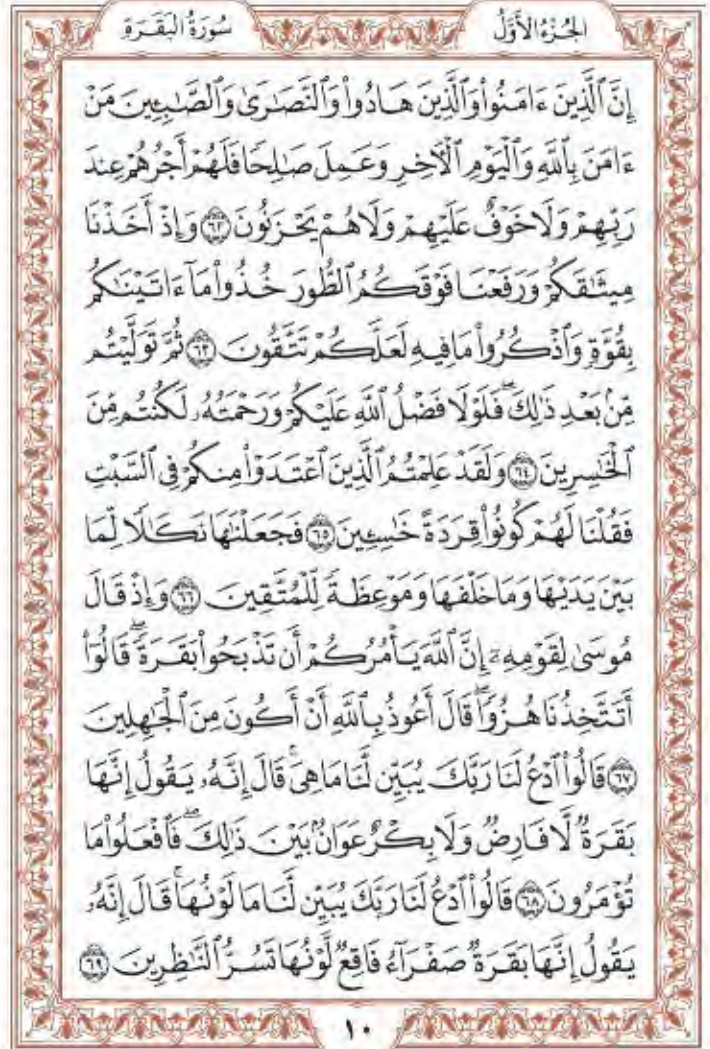 الجُزْءُ الأَوَّلُ سُورَةُ البَقَرَةِ
إِنَّ ٱلَّذِينَ ءَامَنُوا۟ وَٱلَّذِينَ هَادُوا۟ وَٱلنَّصَٰرَىٰ وَٱلصَّٰبِـِٔينَ مَنْ
ءَامَنَ بِٱللَّهِ وَٱلْيَوْمِ ٱلْءَاخِرِ وَعَمِلَ صَٰلِحًا فَلَهُمْ أَجْرُهُمْ عِندَ
رَبِّهِمْ وَلَا خَوْفٌ عَلَيْهِمْ وَلَا هُمْ يَحْزَنُونَ ٦٢ وَإِذْ أَخَذْنَا
مِيثَٰقَكُمْ وَرَفَعْنَا فَوْقَكُمُ ٱلطُّورَ خُذُوا۟ مَآ ءَاتَيْنَٰكُم
بِقُوَّةٍ وَٱذْكُرُوا۟ مَا فِيهِ لَعَلَّكُمْ تَتَّقُونَ ٦٣ ثُمَّ تَوَلَّيْتُم
مِّنۢ بَعْدِ ذَٰلِكَ ۖ فَلَوْلَا فَضْلُ ٱللَّهِ عَلَيْكُمْ وَرَحْمَتُهُۥ لَكُنتُم مِّنَ
ٱلْخَٰسِرِينَ ٦٤ وَلَقَدْ عَلِمْتُمُ ٱلَّذِينَ ٱعْتَدَوْا۟ مِنكُمْ فِى ٱلسَّبْتِ
فَقُلْنَا لَهُمْ كُونُوا۟ قِرَدَةً خَٰسِـِٔينَ ٦٥ فَجَعَلْنَٰهَا نَكَٰلًا لِّمَا
بَيْنَ يَدَيْهَا وَمَا خَلْفَهَا وَمَوْعِظَةً لِّلْمُتَّقِينَ ٦٦ وَإِذْ قَالَ
مُوسَىٰ لِقَوْمِهِۦٓ إِنَّ ٱللَّهَ يَأْمُرُكُمْ أَن تَذْبَحُوا۟ بَقَرَةً ۖ قَالُوٓا۟
أَتَتَّخِذُنَا هُزُوًا ۖ قَالَ أَعُوذُ بِٱللَّهِ أَنْ أَكُونَ مِنَ ٱلْجَٰهِلِينَ
٦٧ قَالُوا۟ ٱدْعُ لَنَا رَبَّكَ يُبَيِّن لَّنَا مَا هِىَ ۚ قَالَ إِنَّهُۥ يَقُولُ إِنَّهَا
بَقَرَةٌ لَّا فَارِضٌ وَلَا بِكْرٌ عَوَانٌۢ بَيْنَ ذَٰلِكَ ۖ فَٱفْعَلُوا۟ مَا
تُؤْمَرُونَ ٦٨ قَالُوا۟ ٱدْعُ لَنَا رَبَّكَ يُبَيِّن لَّنَا مَا لَوْنُهَا ۚ قَالَ إِنَّهُۥ
يَقُولُ إِنَّهَا بَقَرَةٌ صَفْرَآءُ فَاقِعٌ لَّوْنُهَا تَسُرُّ ٱلنَّٰظِرِينَ ٦٩
١٠